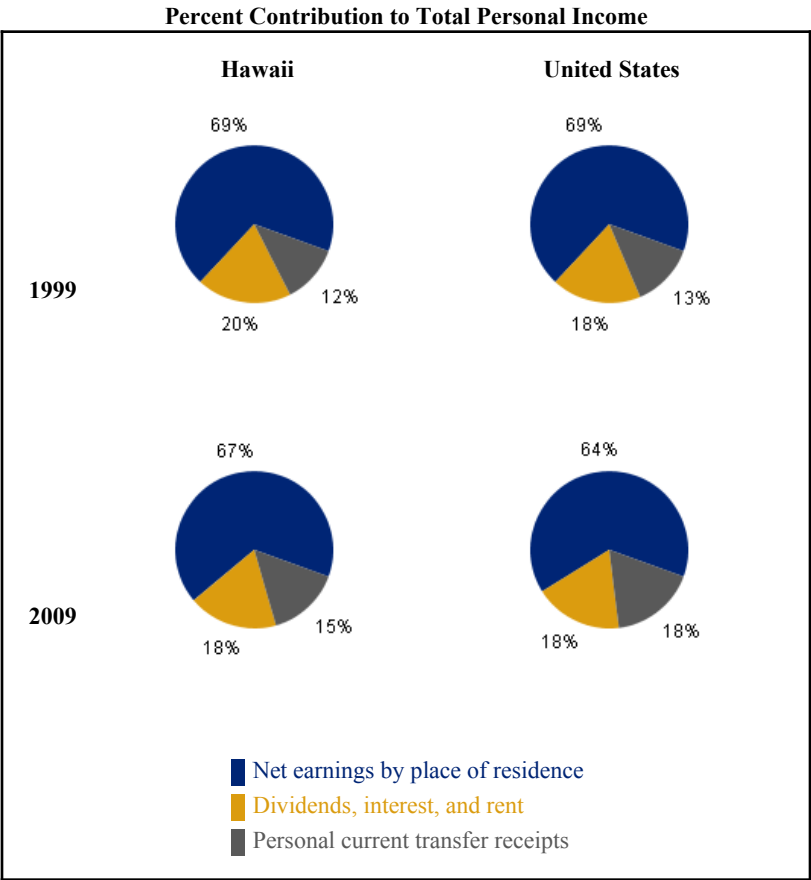 Percent Contribution to Total Personal Income
Hawaii United States
69% 69%
1999
12% 13%
20% 18%
67% 64%
2009
15% 18%
18% 18%
Net earnings by place of residence
Dividends, interest, and rent
Personal current transfer receipts